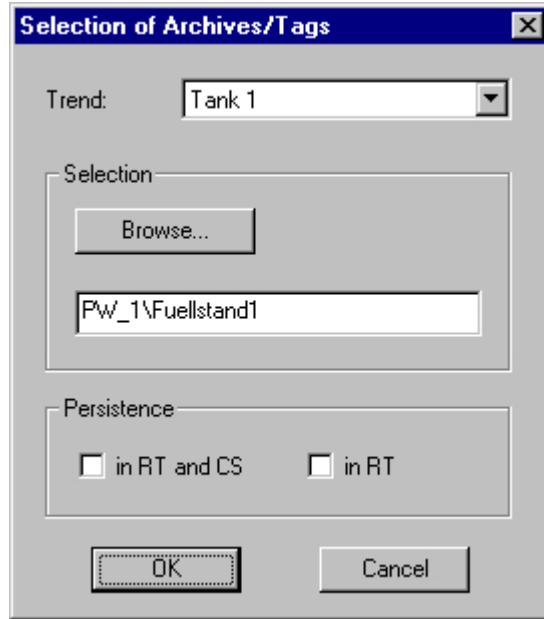 Selection of Archives/Tags
Trend: Tank 1
Selection
Browse...
PW_1\Fuellstand1
Persistence
in RT and CS in RT
OK Cancel